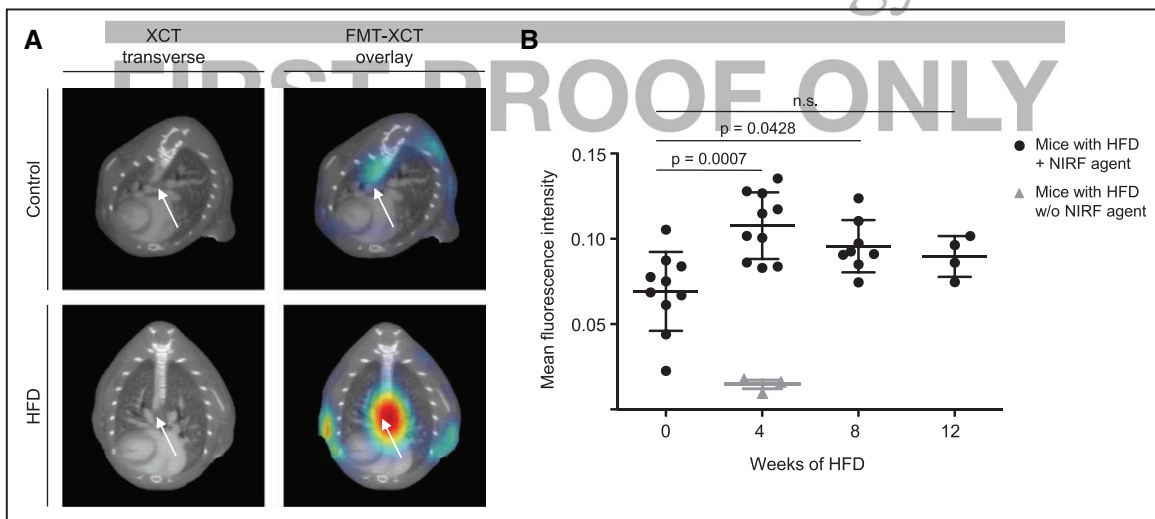 FIRST PROOF ONLY
A
XCT
transverse
FMT-XCT
overlay
Control
HFD
B
n.s.
p = 0.0428
p = 0.0007
Mean fluorescence intensity
0.15
0.10
0.05
0
4
8
12
Weeks of HFD
Mice with HFD
+ NIRF agent
Mice with HFD
w/o NIRF agent